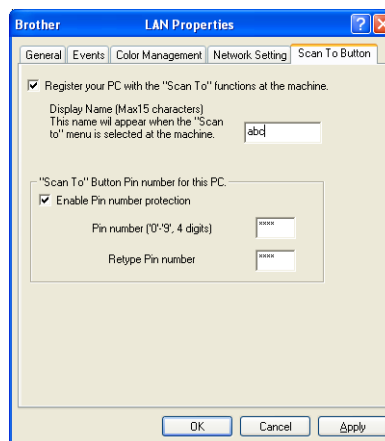 Brother LAN Properties
General Events Color Management Network Setting Scan To Button
Register your PC with the "Scan To" functions at the machine.
Display Name (Max15 characters)
This name will appear when the "Scan
to" menu is selected at the machine.
abc
"Scan To" Button Pin number for this PC.
Enable Pin number protection
Pin number ('0'-'9', 4 digits) ****
Retype Pin number ****
OK Cancel Apply